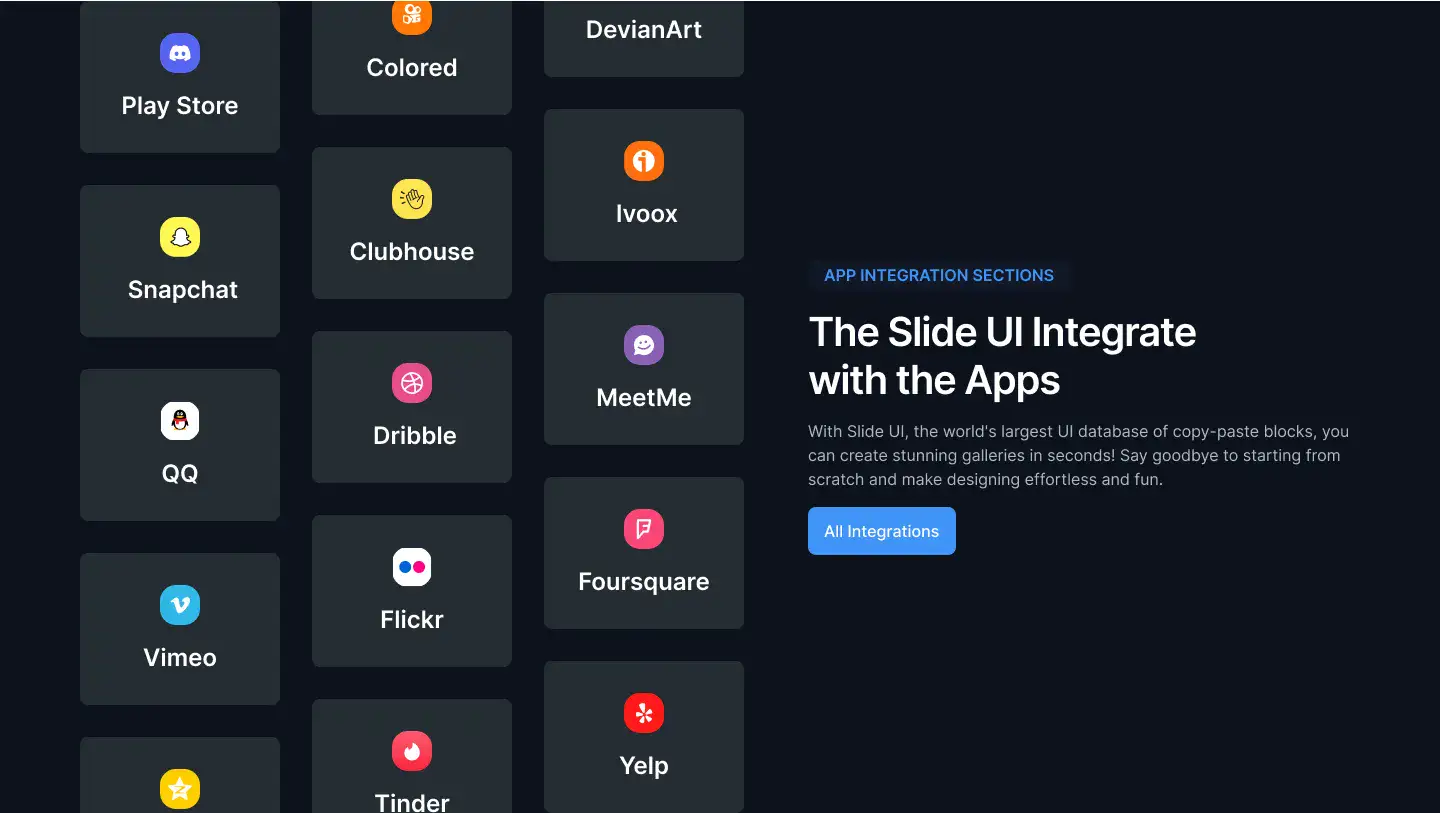 Play Store
Snapchat
QQ
Vimeo
Colored
Clubhouse
Dribble
Flickr
Tinder
DevianArt
Ivoox
MeetMe
Foursquare
Yelp
APP INTEGRATION SECTIONS
The Slide UI Integrate
with the Apps
With Slide UI, the world's largest UI database of copy-paste blocks, you
can create stunning galleries in seconds! Say goodbye to starting from
scratch and make designing effortless and fun.
All Integrations